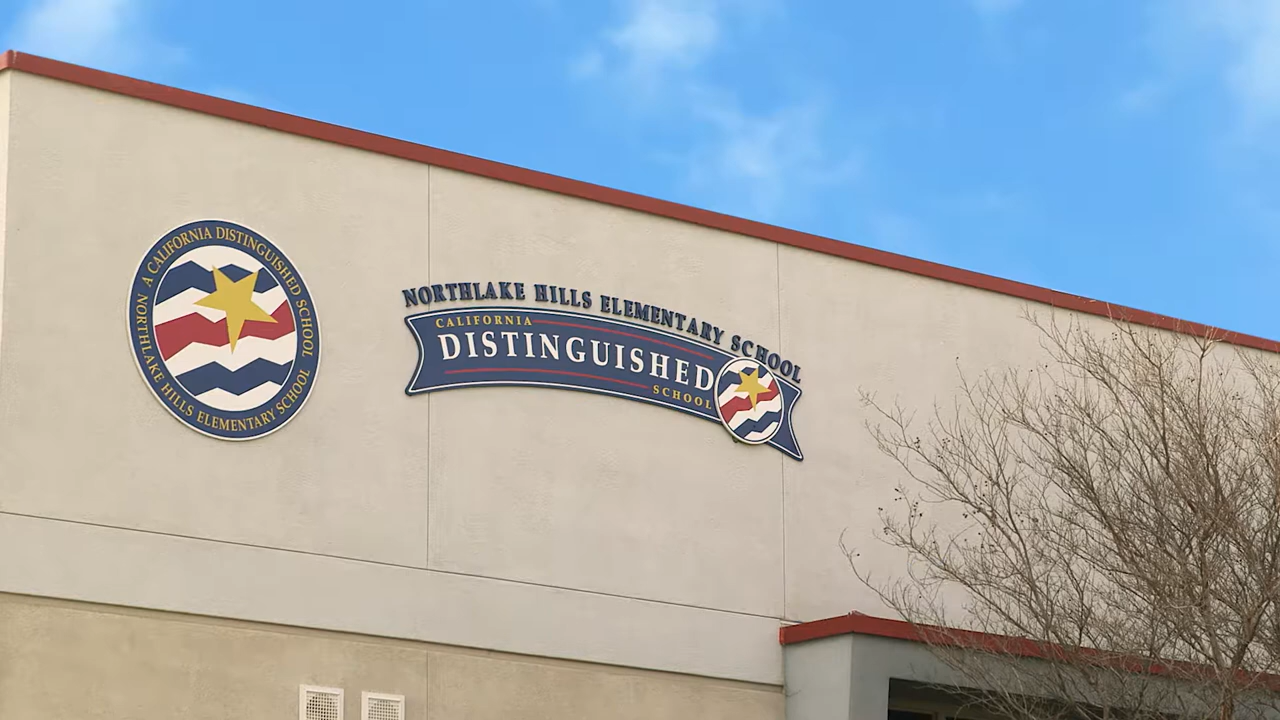 A CALIFORNIA DISTINGUISHED SCHOOL
NORTHLAKE HILLS ELEMENTARY SCHOOL
NORTHLAKE HILLS ELEMENTARY SCHOOL
CALIFORNIA
DISTINGUISHED
SCHOOL